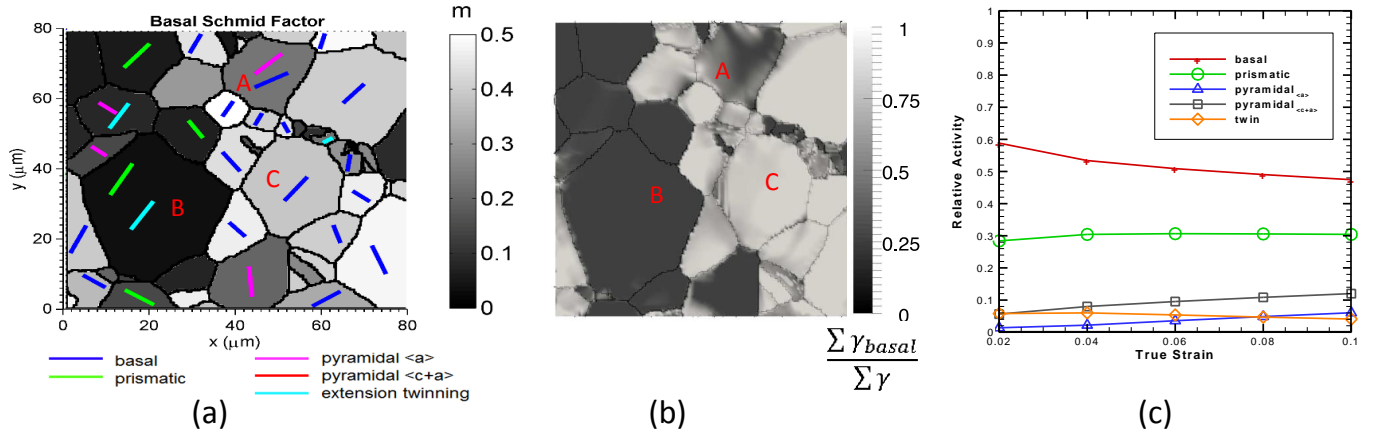 Basal Schmid Factor
m
80
60
40
20
0
y (μm)
A
B
C
0 20 40 60 80
x (μm)
0.5
0.4
0.3
0.2
0.1
0
basal
prismatic
pyramidal <a>
pyramidal <c+a>
extension twinning
(a)
A
B
C
1
0.75
0.5
0.25
0
∑ γbasal
∑ γ
(b)
Relative Activity
1
0.9
0.8
0.7
0.6
0.5
0.4
0.3
0.2
0.1
0
0.02 0.04 0.06 0.08 0.1
True Strain
basal
prismatic
pyramidal <a>
pyramidal <c+a>
twin
(c)